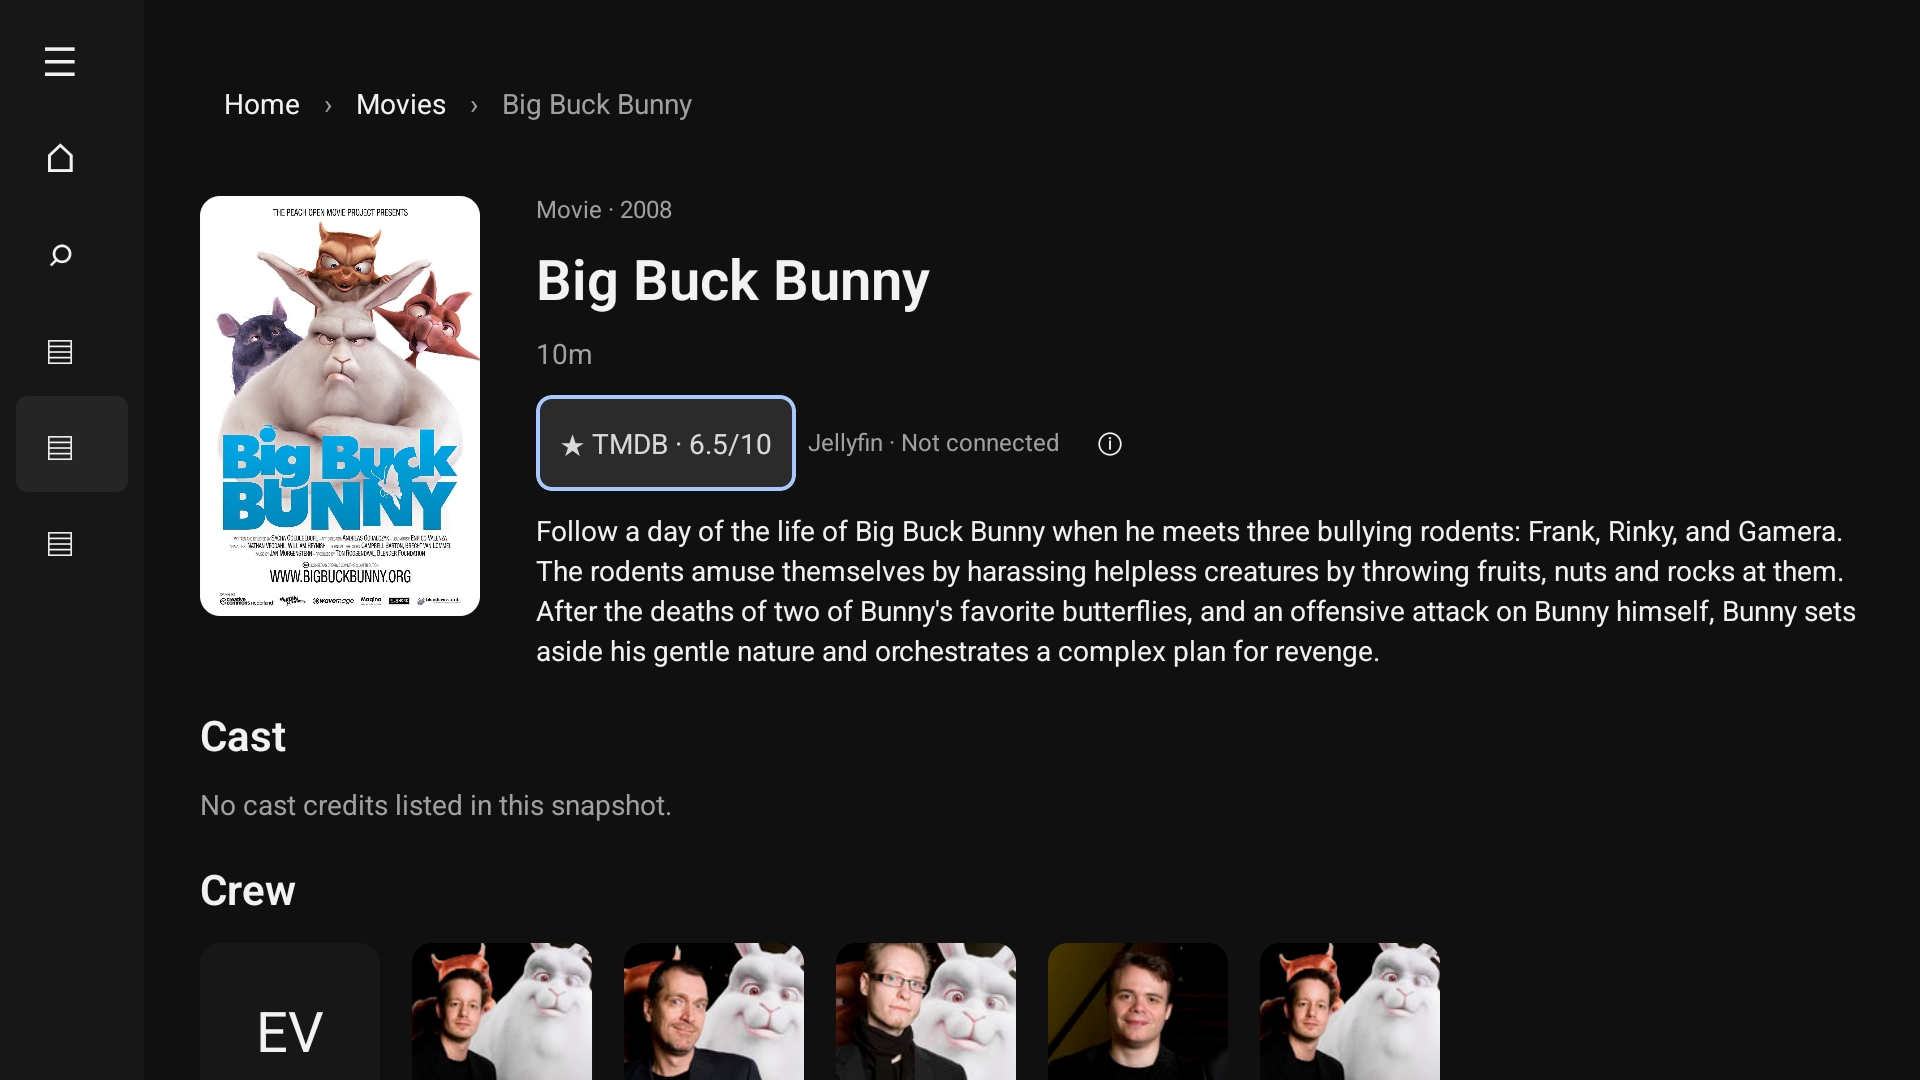 Home › Movies › Big Buck Bunny
THE PEACH OPEN MOVIE PROJECT PRESENTS
Big Buck
BUNNY
WWW.BIGBUCKBUNNY.ORG
Movie · 2008
Big Buck Bunny
10m
★ TMDB · 6.5/10
Jellyfin · Not connected
Follow a day of the life of Big Buck Bunny when he meets three bullying rodents: Frank, Rinky, and Gamera.
The rodents amuse themselves by harassing helpless creatures by throwing fruits, nuts and rocks at them.
After the deaths of two of Bunny's favorite butterflies, and an offensive attack on Bunny himself, Bunny sets
aside his gentle nature and orchestrates a complex plan for revenge.
Cast
No cast credits listed in this snapshot.
Crew
EV